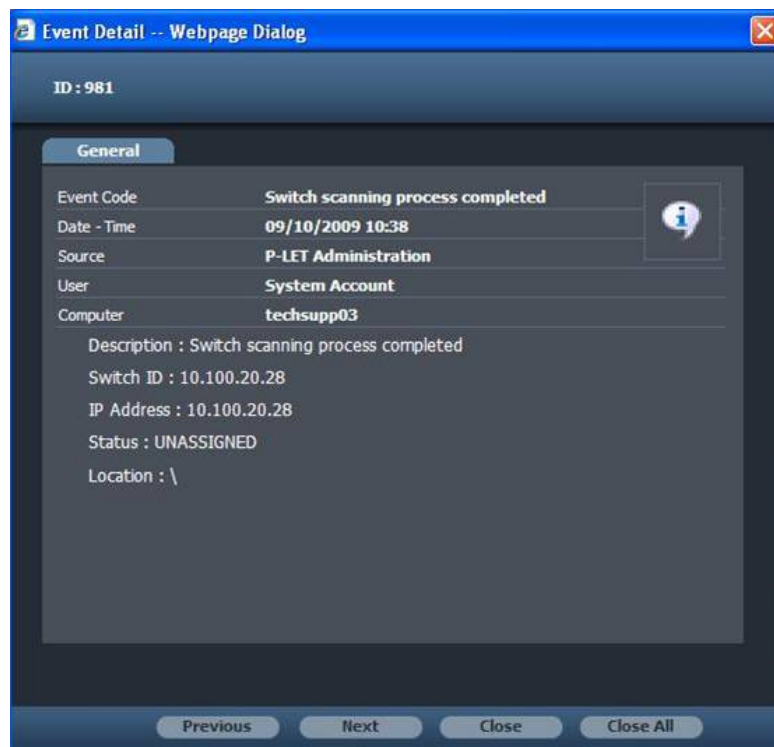 Event Detail -- Webpage Dialog
ID : 981
General
Event Code Switch scanning process completed
Date - Time 09/10/2009 10:38
Source P-LET Administration
User System Account
Computer techsupp03
Description : Switch scanning process completed
Switch ID : 10.100.20.28
IP Address : 10.100.20.28
Status : UNASSIGNED
Location : \
Previous Next Close Close All